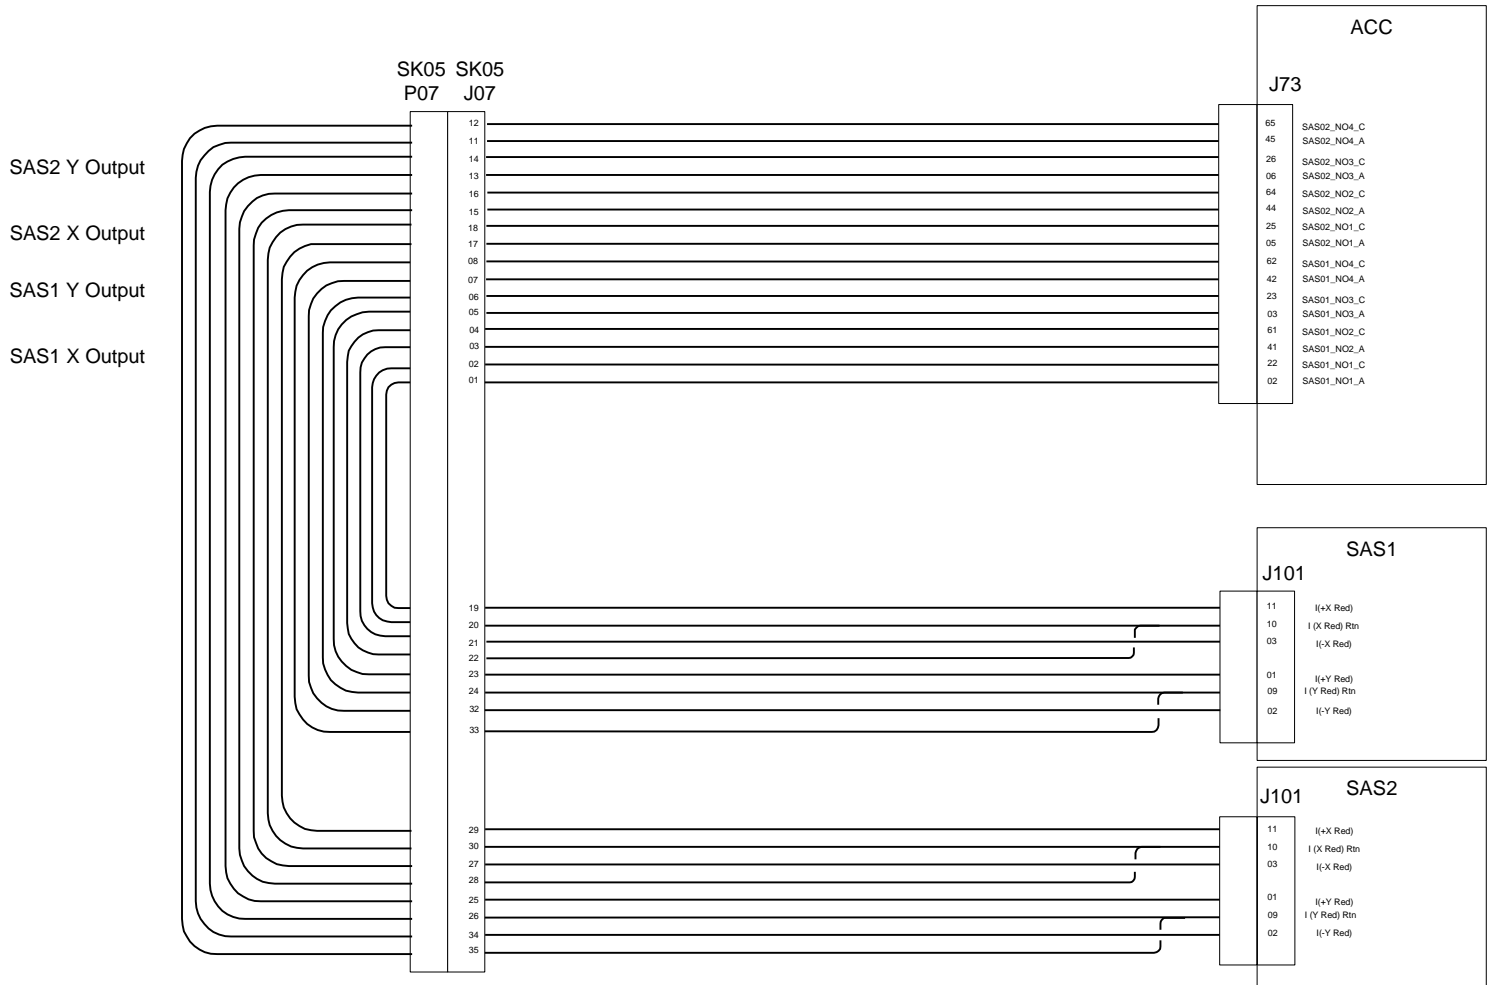 ACC
SK05 SK05
P07 J07
J73
12 65 SAS02_NO4_C
11 45 SAS02_NO4_A
14 26 SAS02_NO3_C
SAS2 Y Output
13 06 SAS02_NO3_A
16 64 SAS02_NO2_C
15 44 SAS02_NO2_A
18 25 SAS02_NO1_C
SAS2 X Output
17 05 SAS02_NO1_A
08 62 SAS01_NO4_C
07 42 SAS01_NO4_A
SAS1 Y Output
06 23 SAS01_NO3_C
05 03 SAS01_NO3_A
04 61 SAS01_NO2_C
03 41 SAS01_NO2_A
SAS1 X Output
02 22 SAS01_NO1_C
01 02 SAS01_NO1_A
SAS1
J101
19 11 I(+X Red)
20 10 I (X Red) Rtn
21 03 I(-X Red)
22
23 01 I(+Y Red)
24 09 I (Y Red) Rtn
32 02 I(-Y Red)
33
SAS2
J101
29 11 I(+X Red)
30 10 I (X Red) Rtn
27 03 I(-X Red)
28
25 01 I(+Y Red)
26 09 I (Y Red) Rtn
34 02 I(-Y Red)
35